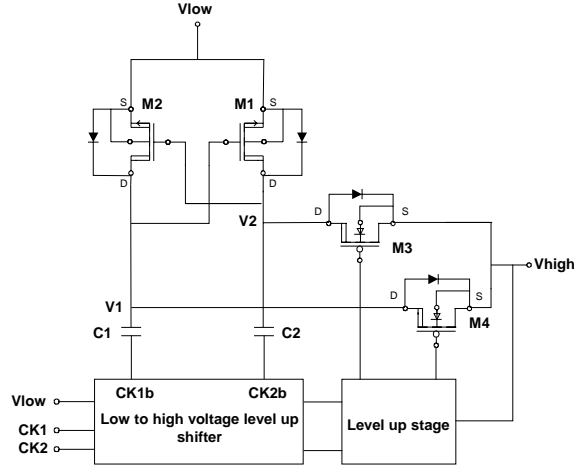 Vlow
S
M2
M1
S
D
D
V2
D
S
M3
Vhigh
V1
D
S
M4
C1
C2
CK1b
CK2b
Vlow
Low to high voltage level up
shifter
Level up stage
CK1
CK2